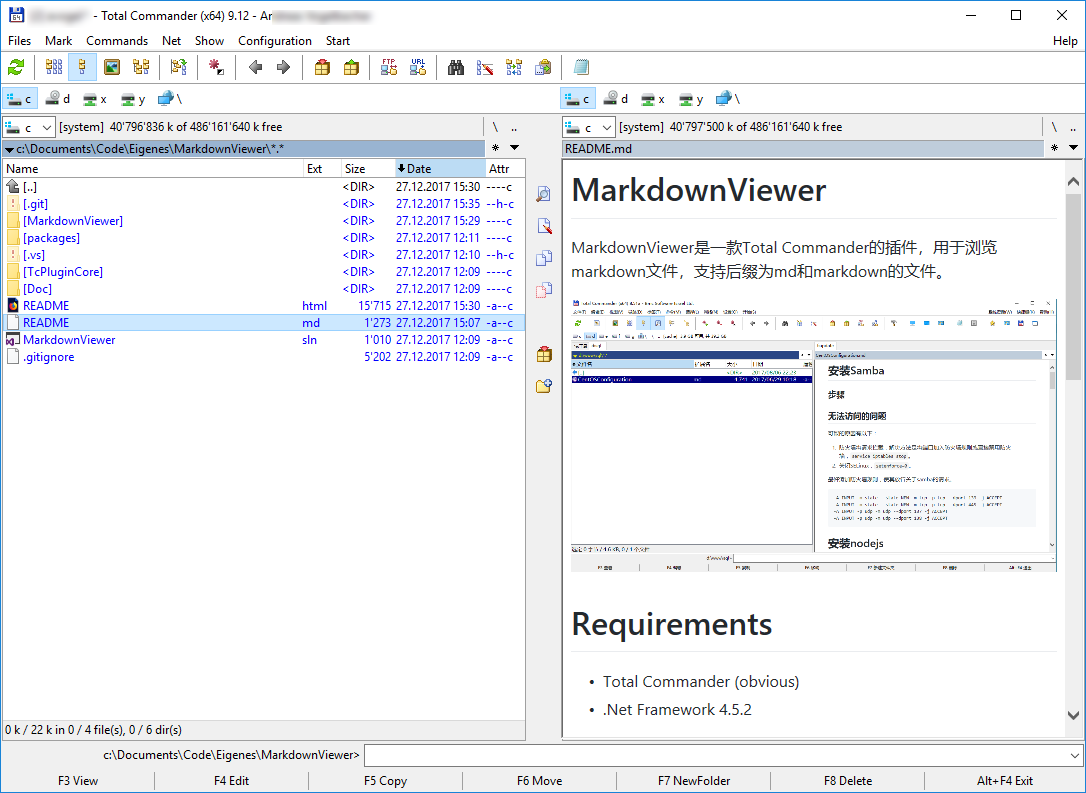 - Total Commander (x64) 9.12 - An
Files Mark Commands Net Show Configuration Start Help
FTP URL
c d x y \ c d x y \
c [system] 40'796'836 k of 486'161'640 k free \ .. c [system] 40'797'500 k of 486'161'640 k free \ ..
c:\Documents\Code\Eigenes\MarkdownViewer\*.* * README.md *
Name Ext Size Date Attr
[..] <DIR> 27.12.2017 15:30 ----c
[.git] <DIR> 27.12.2017 15:35 --h-c
[MarkdownViewer] <DIR> 27.12.2017 15:29 ----c
[packages] <DIR> 27.12.2017 12:11 ----c
[.vs] <DIR> 27.12.2017 12:10 --h-c
[TcPluginCore] <DIR> 27.12.2017 12:09 ----c
[Doc] <DIR> 27.12.2017 12:09 ----c
README html 15'715 27.12.2017 12:09 -a--c
README md 1'273 27.12.2017 15:07 -a--c
MarkdownViewer sln 1'010 27.12.2017 12:09 -a--c
.gitignore 5'202 27.12.2017 12:09 -a--c
MarkdownViewer
MarkdownViewer是一款Total Commander的插件，用于浏览
markdown文件，支持后缀为md和markdown的文件。
CentOSConfiguration md
安装Samba
步骤
无法访问的问题
service iptables stop
安装nodejs
Requirements
• Total Commander (obvious)
• .Net Framework 4.5.2
0 k / 22 k in 0 / 4 file(s), 0 / 6 dir(s)
c:\Documents\Code\Eigenes\MarkdownViewer>
F3 View F4 Edit F5 Copy F6 Move F7 NewFolder F8 Delete Alt+F4 Exit